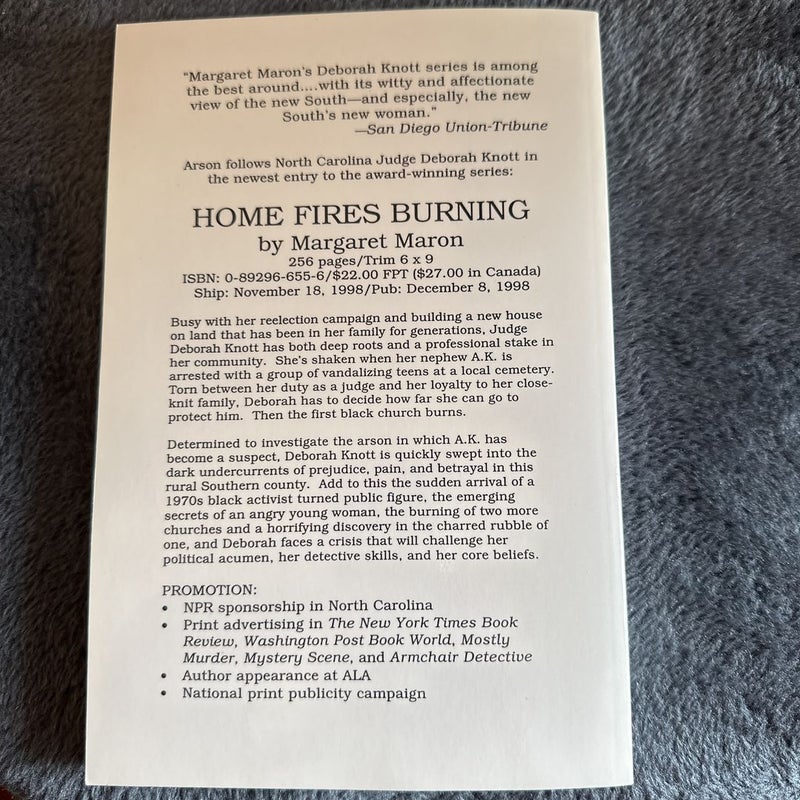 "Margaret Maron's Deborah Knott series is among
the best around....with its witty and affectionate
view of the new South—and especially, the new
South's new woman."
—San Diego Union-Tribune
Arson follows North Carolina Judge Deborah Knott in
the newest entry to the award-winning series:
HOME FIRES BURNING
by Margaret Maron
256 pages/Trim 6 x 9
ISBN: 0-89296-655-6/$22.00 FPT ($27.00 in Canada)
Ship: November 18, 1998/Pub: December 8, 1998
Busy with her reelection campaign and building a new house
on land that has been in her family for generations, Judge
Deborah Knott has both deep roots and a professional stake in
her community. She's shaken when her nephew A.K. is
arrested with a group of vandalizing teens at a local cemetery.
Torn between her duty as a judge and her loyalty to her close-
knit family, Deborah has to decide how far she can go to
protect him. Then the first black church burns.
Determined to investigate the arson in which A.K. has
become a suspect, Deborah Knott is quickly swept into the
dark undercurrents of prejudice, pain, and betrayal in this
rural Southern county. Add to this the sudden arrival of a
1970s black activist turned public figure, the emerging
secrets of an angry young woman, the burning of two more
churches and a horrifying discovery in the charred rubble of
one, and Deborah faces a crisis that will challenge her
political acumen, her detective skills, and her core beliefs.
PROMOTION:
• NPR sponsorship in North Carolina
• Print advertising in The New York Times Book
Review, Washington Post Book World, Mostly
Murder, Mystery Scene, and Armchair Detective
• Author appearance at ALA
• National print publicity campaign